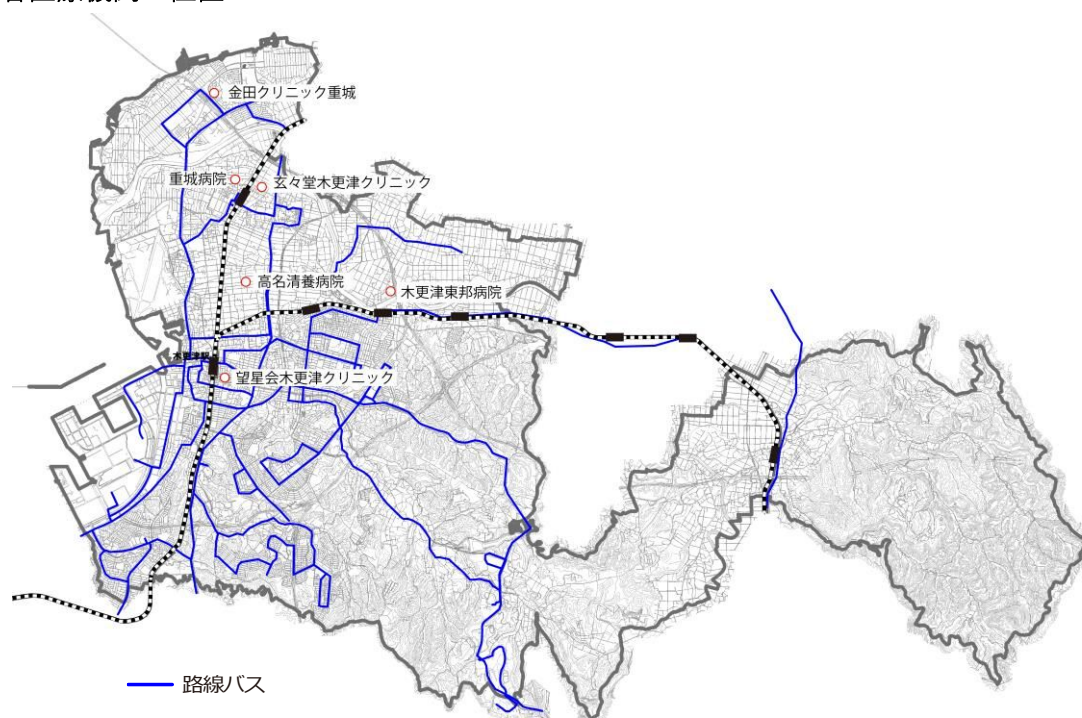 金田クリニック重城
重城病院
玄々堂木更津クリニック
高名清養病院
木更津東邦病院
木更津駅
望星会木更津クリニック
路線バス